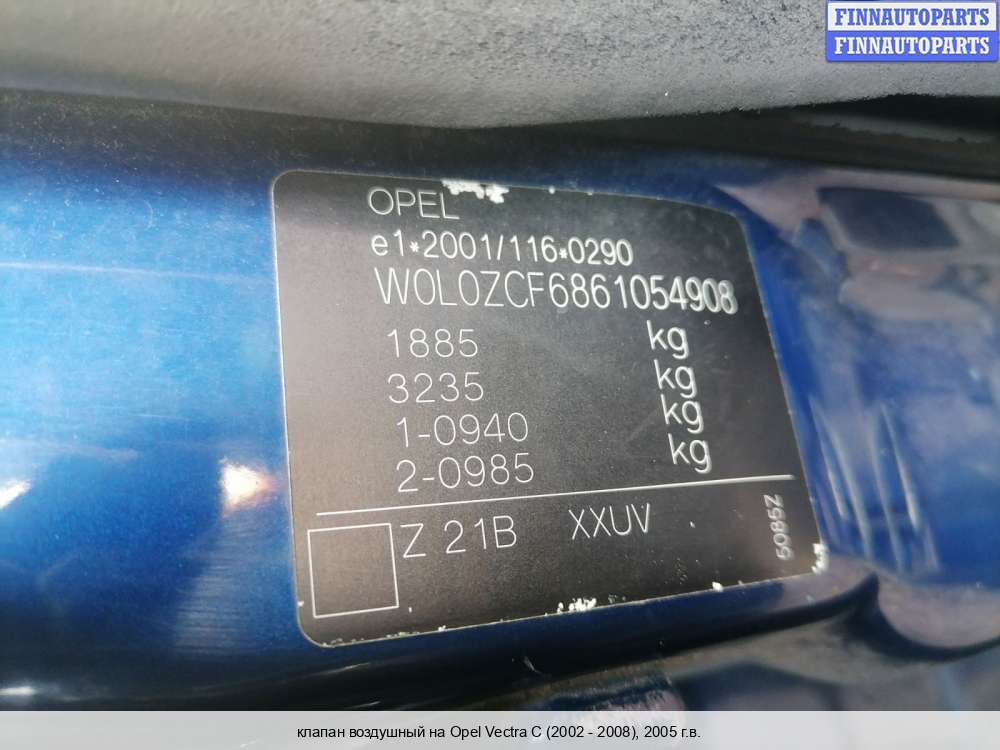 FINNAUTOPARTS
FINNAUTOPARTS
OPEL
e1*2001/116*0290
W0L0ZCF6861054908
1885 kg
3235 kg
1-0940 kg
2-0985 kg
Z 21B XXUV
5085Z
клапан воздушный на Opel Vectra C (2002 - 2008), 2005 г.в.